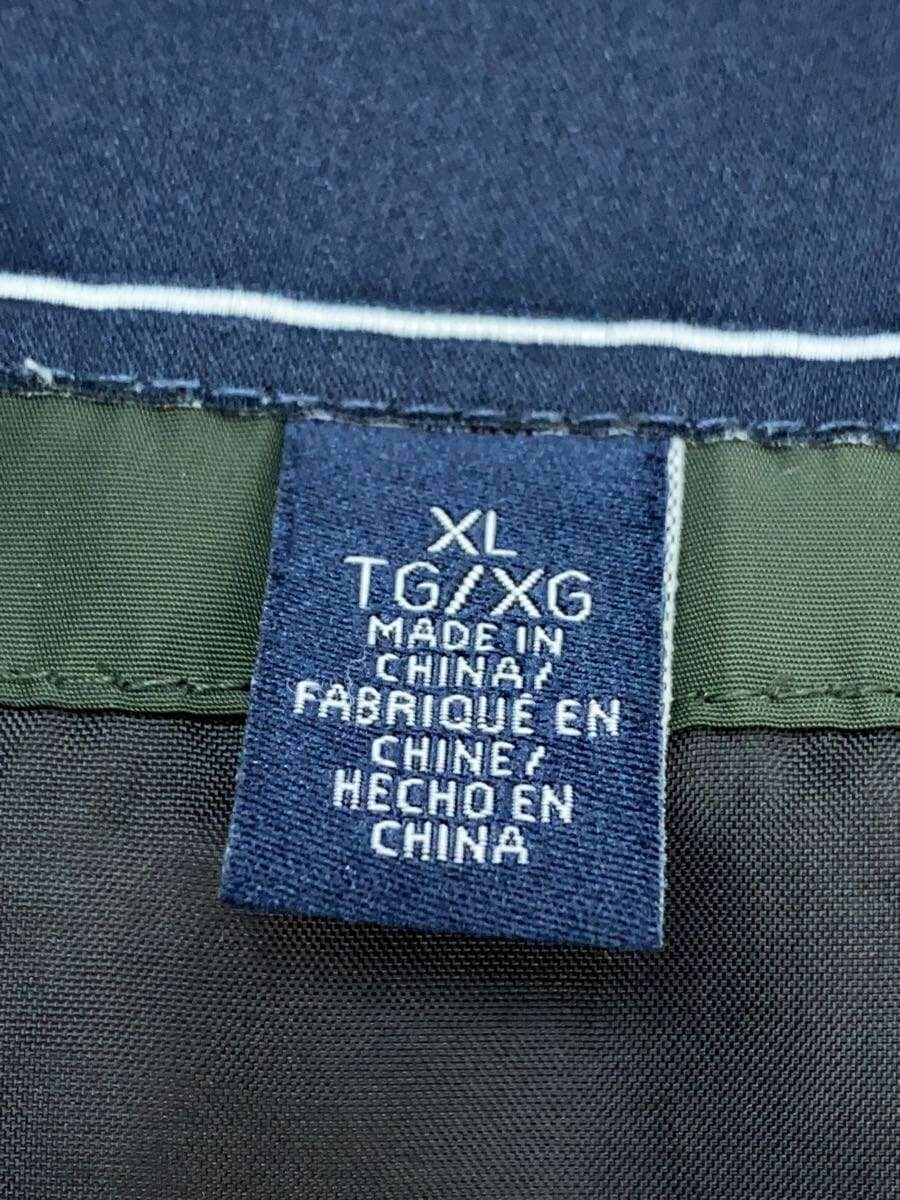 XL
TG/XG
MADE IN
CHINA/
FABRIQUÉ EN
CHINE/
HECHO EN
CHINA